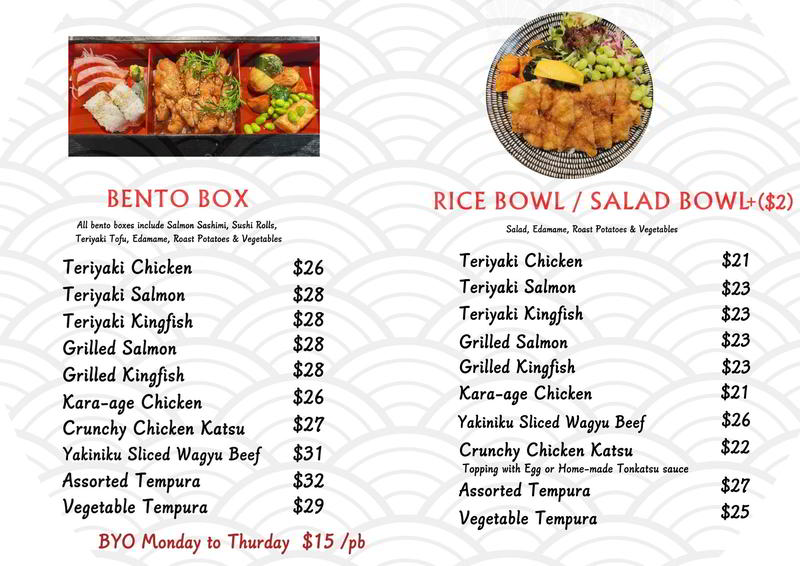 BENTO BOX
All bento boxes include Salmon Sashimi, Sushi Rolls,
Teriyaki Tofu, Edamame, Roast Potatoes & Vegetables
Teriyaki Chicken $26
Teriyaki Salmon $28
Teriyaki Kingfish $28
Grilled Salmon $28
Grilled Kingfish $28
Kara-age Chicken $26
Crunchy Chicken Katsu $27
Yakiniku Sliced Wagyu Beef $31
Assorted Tempura $32
Vegetable Tempura $29
BYO Monday to Thurday $15 /pb
RICE BOWL / SALAD BOWL+($2)
Salad, Edamame, Roast Potatoes & Vegetables
Teriyaki Chicken $21
Teriyaki Salmon $23
Teriyaki Kingfish $23
Grilled Salmon $23
Grilled Kingfish $23
Kara-age Chicken $21
Yakiniku Sliced Wagyu Beef $26
Crunchy Chicken Katsu $22
Topping with Egg or Home-made Tonkatsu sauce
Assorted Tempura $27
Vegetable Tempura $25